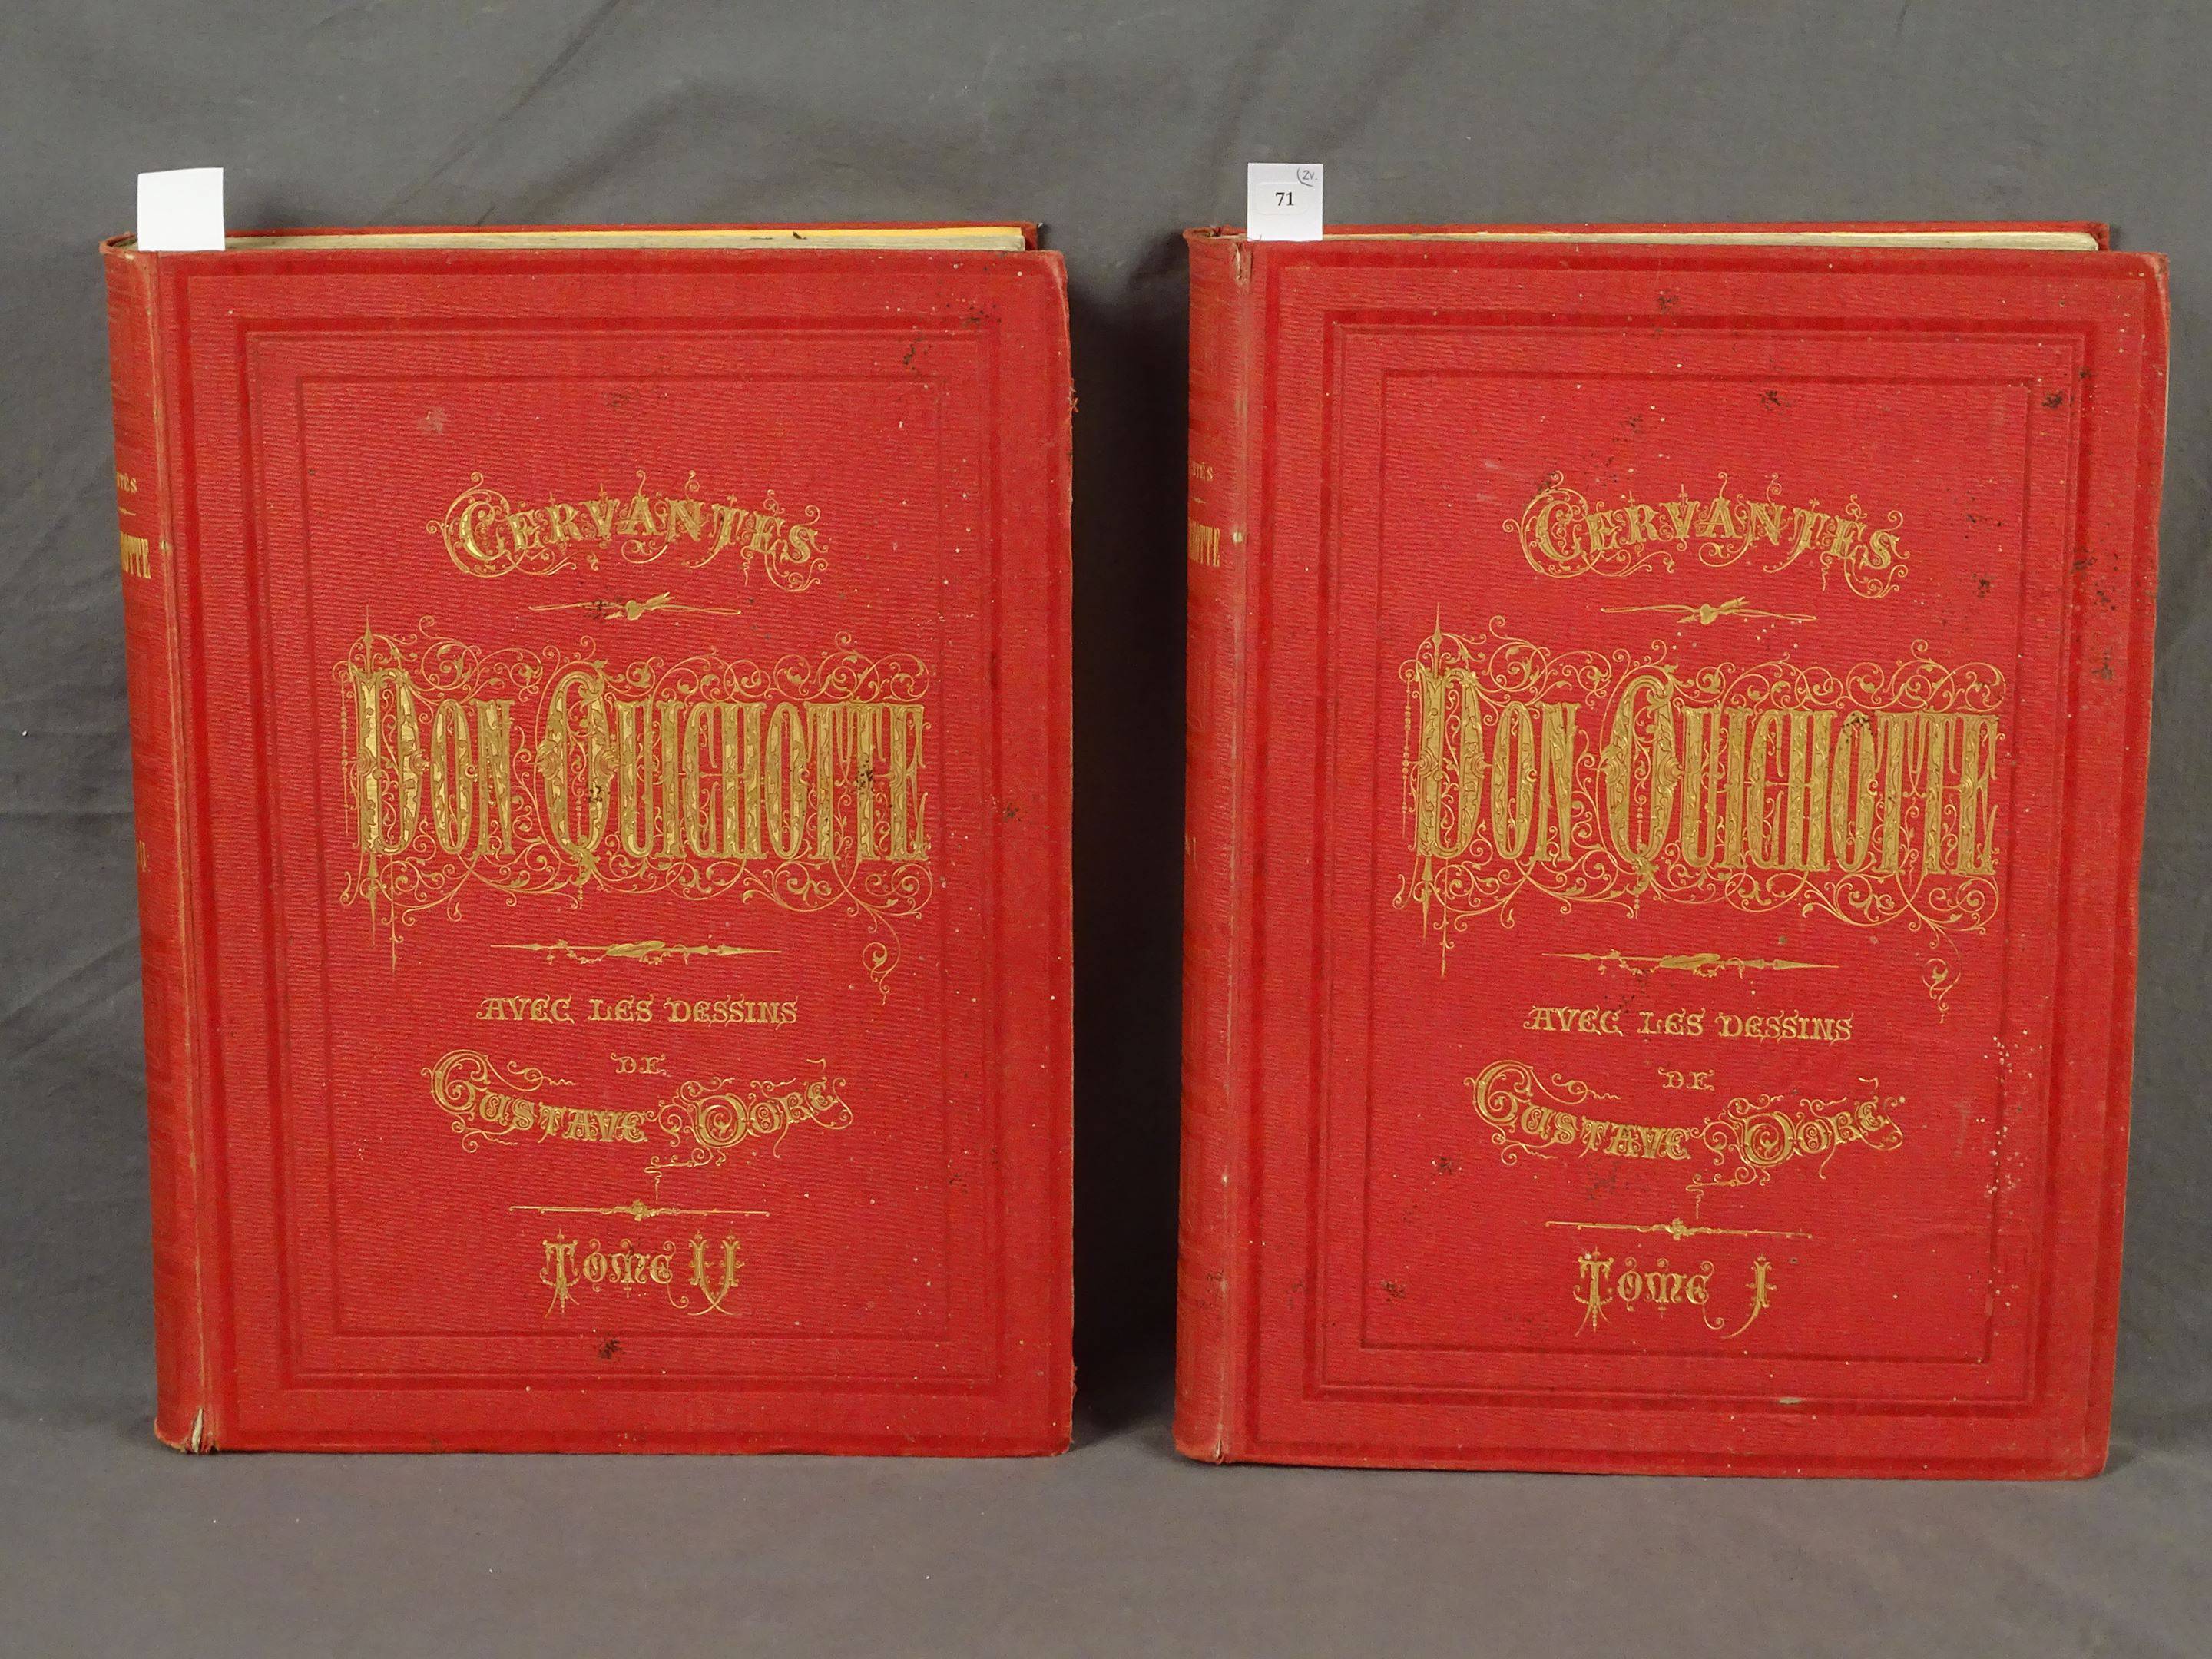 CERVANTES
DON QUICHOTTE
AVEC LES DESSINS
DE
GUSTAVE DORÉ
TOME II
71
2V.
CERVANTES
DON QUICHOTTE
AVEC LES DESSINS
DE
GUSTAVE DORÉ
TOME I